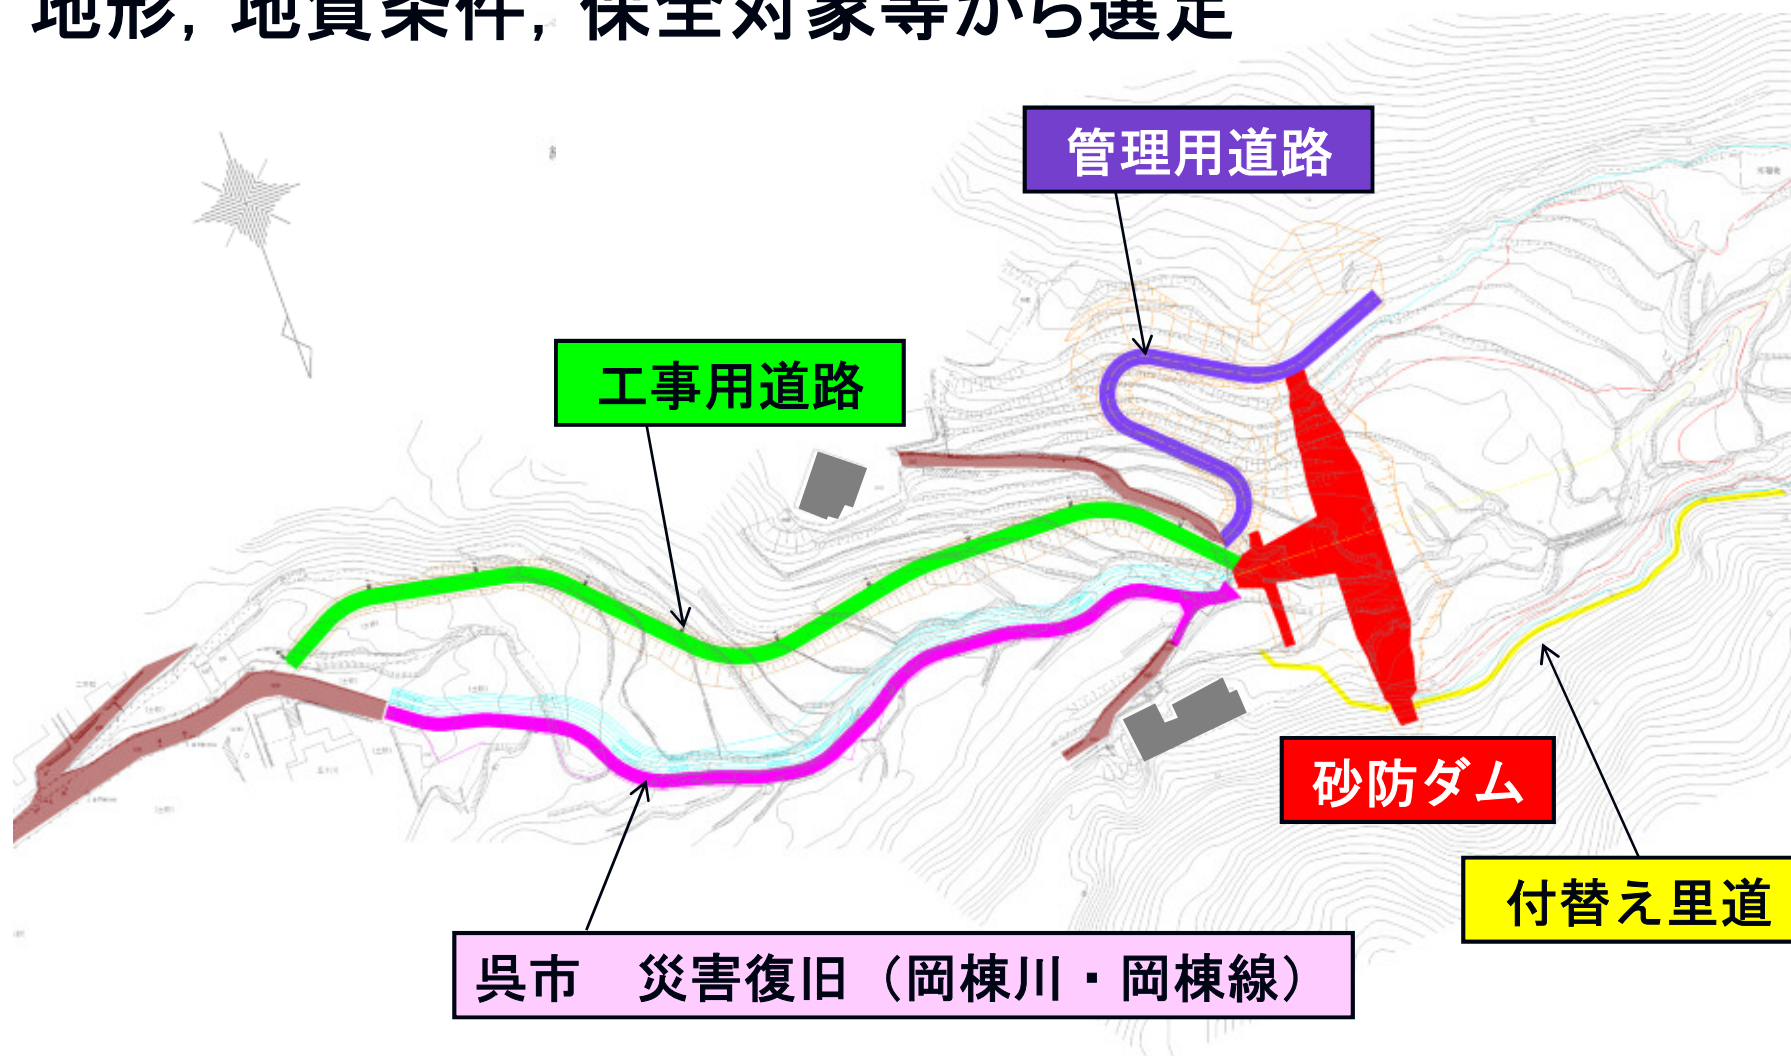 地形，地質条件，保全対象等から選定
管理用道路
工事用道路
砂防ダム
付替え里道
呉市　災害復旧（岡棟川・岡棟線）